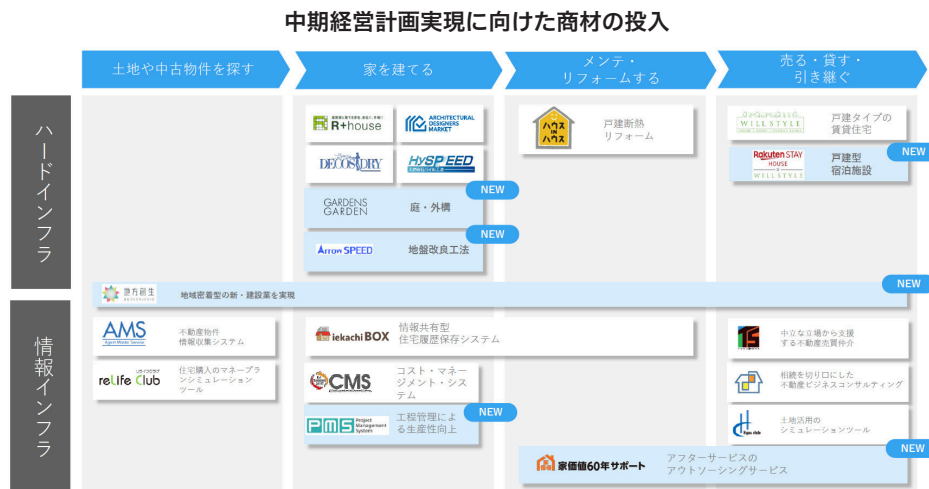 中期経営計画実現に向けた商材の投入
土地や中古物件を探す
家を建てる
メンテ・
リフォームする
売る・貸す・
引き継ぐ
ハードインフラ
R+house
ARCHITECTURAL
DESIGNERS
MARKET
DECOS DRY
HySPEED
NEW
GARDENS
GARDEN
庭・外構
NEW
Arrow SPEED
地盤改良工法
ハウス
IN
ハウス
戸建断熱
リフォーム
WILL STYLE
戸建タイプの
賃貸住宅
NEW
Rakuten STAY
HOUSE
×
WILL STYLE
戸建型
宿泊施設
NEW
地方創生
地域密着型の新・建設業を実現
情報インフラ
AMS
不動産物件
情報収集システム
reLife Club
住宅購入のマネープラ
ンシミュレーション
ツール
iekachi BOX
情報共有型
住宅履歴保存システム
CMS
コスト・マネー
ジメント・シス
テム
NEW
PMS
Project
Management
System
工程管理によ
る生産性向上
中立な立場から支援
する不動産売買仲介
相続を切り口にした
不動産ビジネスコンサルティング
土地活用の
シミュレーションツール
NEW
家価値60年サポート
アフターサービスの
アウトソーシングサービス